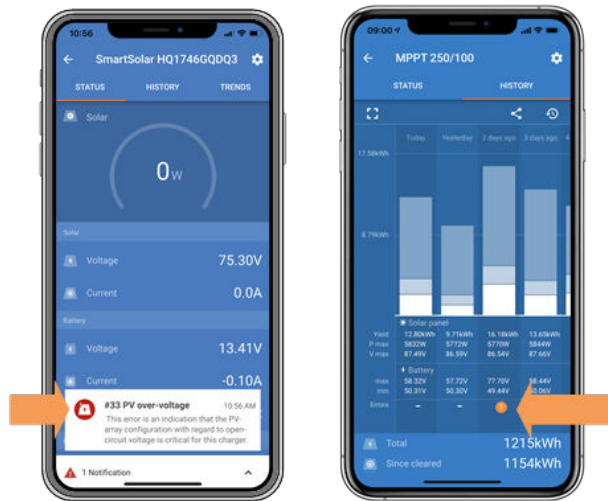 10:56
SmartSolar HQ1746GQDQ3
STATUS HISTORY TRENDS
Solar
0W
Solar
Voltage 75.30V
Current 0.0A
Battery
Voltage 13.41V
Current -0.10A
#33 PV over-voltage 10:56 AM
This error is an indication that the PV-
array configuration with regard to open-
circuit voltage is critical for this charger.
1 Notification
09:00
MPPT 250/100
STATUS HISTORY
Today Yesterday 2 days ago 3 days ago
17.58kWh
8.79kWh
Solar panel
Yield 12.80kWh 9.71kWh 16.18kWh 13.65kWh
P max 5832W 5772W 5770W 5844W
V max 87.49V 86.59V 86.54V 87.66V
Battery
max 58.32V 57.72V 77.70V 58.44V
min 50.31V 50.30V 49.44V 50.06V
Errors - - 1
Total 1215kWh
Since cleared 1154kWh